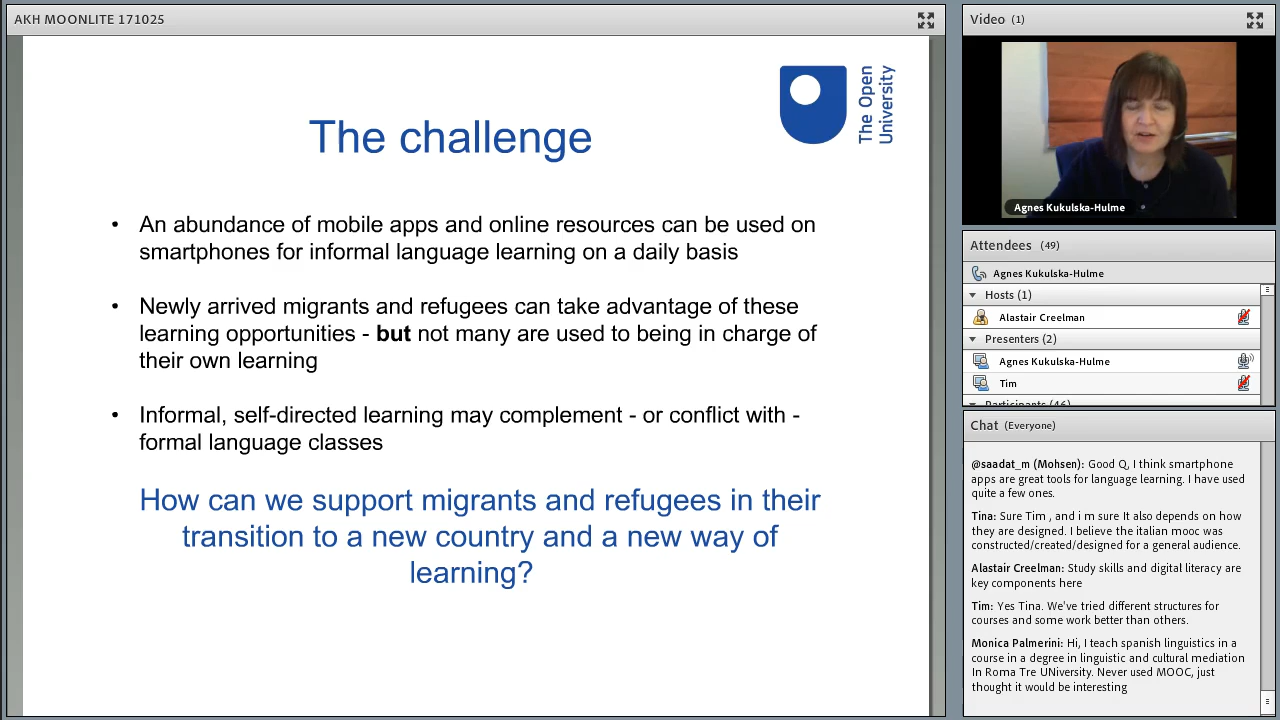 AKH MOONLITE 171025
The Open
University
The challenge
• An abundance of mobile apps and online resources can be used on
smartphones for informal language learning on a daily basis
• Newly arrived migrants and refugees can take advantage of these
learning opportunities - but not many are used to being in charge of
their own learning
• Informal, self-directed learning may complement - or conflict with -
formal language classes
How can we support migrants and refugees in their
transition to a new country and a new way of
learning?
Video (1)
Agnes Kukulska-Hulme
Attendees (49)
Agnes Kukulska-Hulme
Hosts (1)
Alastair Creelman
Presenters (2)
Agnes Kukulska-Hulme
Tim
Participants (46)
Chat (Everyone)
@saadat_m (Mohsen): Good Q, I think smartphone
apps are great tools for language learning. I have used
quite a few ones.
Tina: Sure Tim , and i m sure It also depends on how
they are designed. I believe the italian mooc was
constructed/created/designed for a general audience.
Alastair Creelman: Study skills and digital literacy are
key components here
Tim: Yes Tina. We've tried different structures for
courses and some work better than others.
Monica Palmerini: Hi, I teach spanish linguistics in a
course in a degree in linguistic and cultural mediation
In Roma Tre UNiversity. Never used MOOC, just
thought it would be interesting